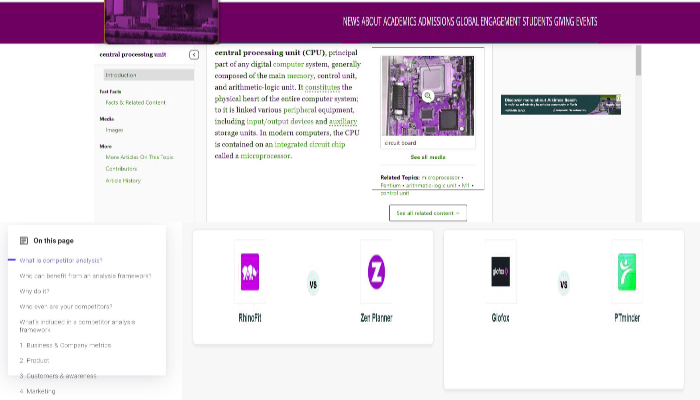 NEWS ABOUT ACADEMICS ADMISSIONS GLOBAL ENGAGEMENT STUDENTS GIVING EVENTS
central processing unit
Introduction
Fast Facts
Facts & Related Content
Media
Images
More
More Articles On This Topic
Contributors
Article History
central processing unit (CPU), principal
part of any digital computer system, generally
composed of the main memory, control unit,
and arithmetic-logic unit. It constitutes the
physical heart of the entire computer system;
to it is linked various peripheral equipment,
including input/output devices and auxiliary
storage units. In modern computers, the CPU
is contained on an integrated circuit chip
called a microprocessor.
circuit board
See all media
Related Topics: microprocessor •
Pentium • arithmetic-logic unit • M1 •
control unit
See all related content →
Discover more about
On this page
What is competitor analysis?
Who can benefit from an analysis framework?
Why do it?
Who even are your competitors?
What's included in a competitor analysis
framework
1. Business & Company metrics
2. Product
3. Customers & awareness
4. Marketing
VS
RhinoFit
Zen Planner
glofox
VS
Glofox
PTminder